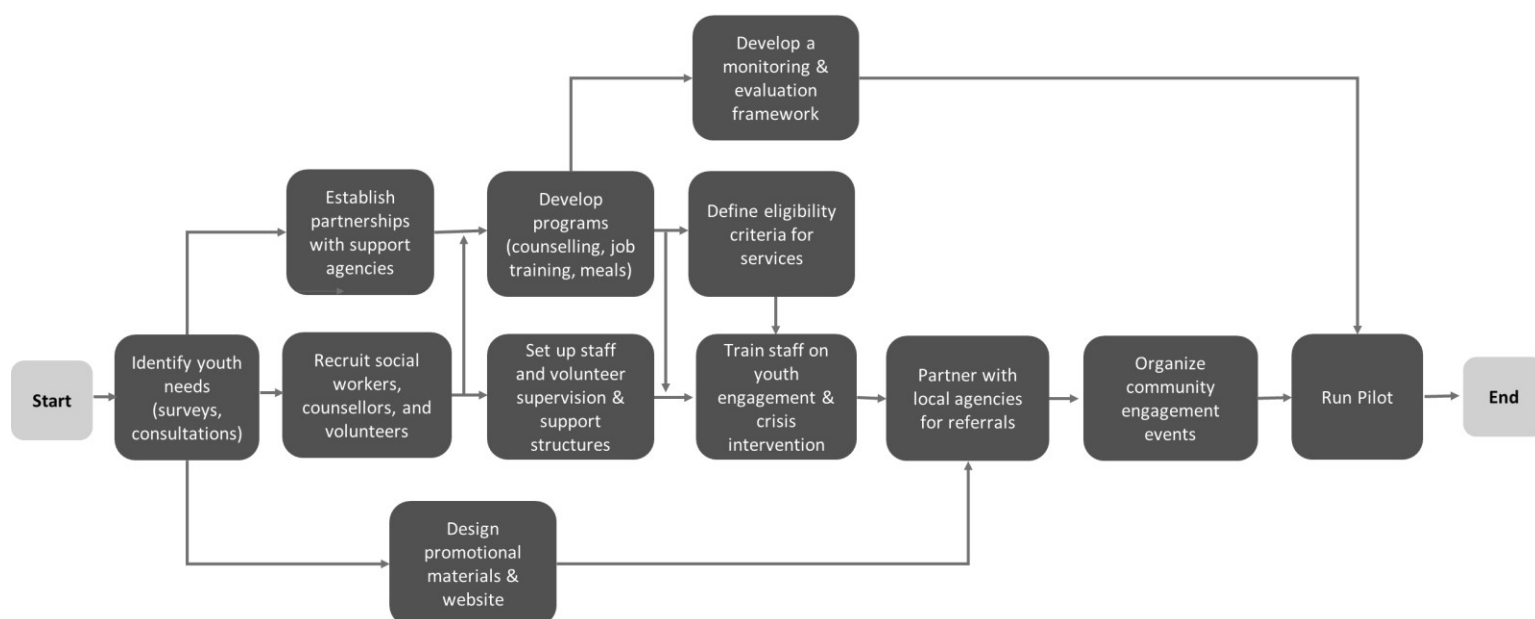 Develop a
monitoring &
evaluation
framework
Establish
partnerships
with support
agencies
Develop
programs
(counselling, job
training, meals)
Define eligibility
criteria for
services
Start
Identify youth
needs
(surveys,
consultations)
Recruit social
workers,
counsellors, and
volunteers
Set up staff
and volunteer
supervision &
support
structures
Train staff on
youth
engagement &
crisis
intervention
Partner with
local agencies
for referrals
Organize
community
engagement
events
Run Pilot
End
Design
promotional
materials &
website